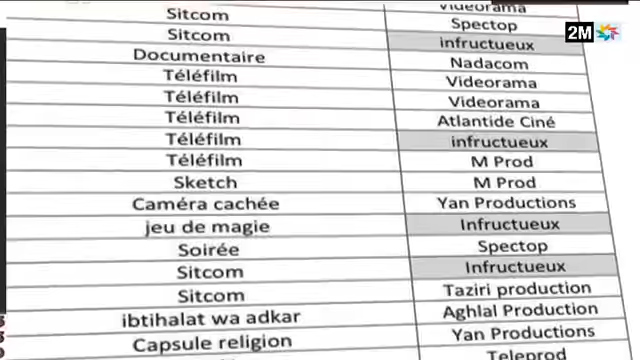 Videorama
Sitcom Spectop
Sitcom infructueux
Documentaire Nadacom
Téléfilm Videorama
Téléfilm Videorama
Téléfilm Atlantide Ciné
Téléfilm infructueux
Téléfilm M Prod
Sketch M Prod
Caméra cachée Yan Productions
jeu de magie Infructueux
Soirée Spectop
Sitcom Infructueux
Sitcom Taziri production
ibtihalat wa adkar Aghlal Production
Capsule religion Yan Productions
Teleprod
2M